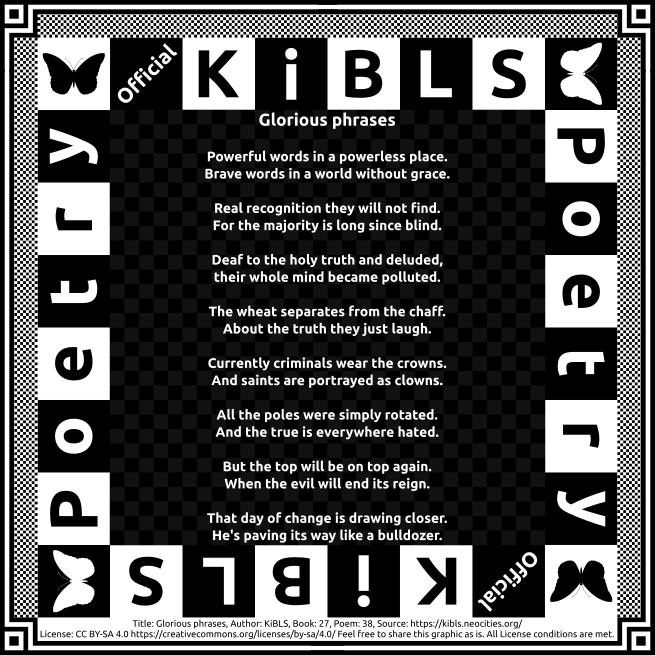 Official KiBLS
Poetry
Poetry
Glorious phrases
Powerful words in a powerless place.
Brave words in a world without grace.
Real recognition they will not find.
For the majority is long since blind.
Deaf to the holy truth and deluded,
their whole mind became polluted.
The wheat separates from the chaff.
About the truth they just laugh.
Currently criminals wear the crowns.
And saints are portrayed as clowns.
All the poles were simply rotated.
And the true is everywhere hated.
But the top will be on top again.
When the evil will end its reign.
That day of change is drawing closer.
He's paving its way like a bulldozer.
Official KiBLS
Title: Glorious phrases, Author: KiBLS, Book: 27, Poem: 38, Source: https://kibls.neocities.org/
License: CC BY-SA 4.0 https://creativecommons.org/licenses/by-sa/4.0/ Feel free to share this graphic as is. All License conditions are met.